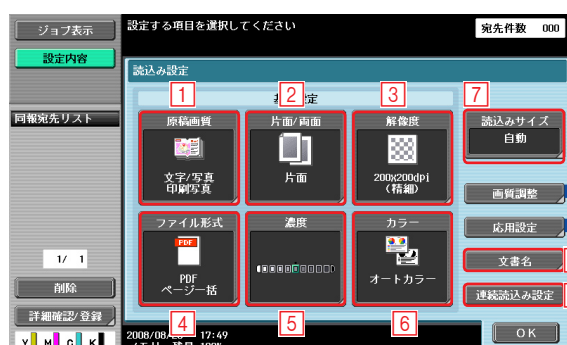 ジョブ表示
設定する項目を選択してください
宛先件数 000
設定内容
読込み設定
同報宛先リスト
1
2
定
3
7
原稿画質
文字/写真
印刷写真
片面/両面
片面
解像度
200x200dpi
(精細)
読込みサイズ
自動
画質調整
ファイル形式
PDF
PDF
ページ一括
濃度
カラー
オートカラー
応用設定
文書名
連続読込み設定
1/ 1
削除
詳細確認/登録
4
5
6
17:49
OK
Y M C K